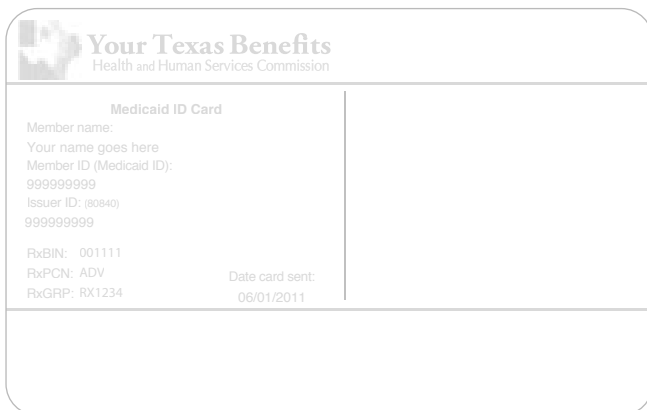 Your Texas Benefits
Health and Human Services Commission
Medicaid ID Card
Member name:
Your name goes here
Member ID (Medicaid ID):
999999999
Issuer ID: (80840)
999999999
RxBIN: 001111
RxPCN: ADV
RxGRP: RX1234
Date card sent:
06/01/2011